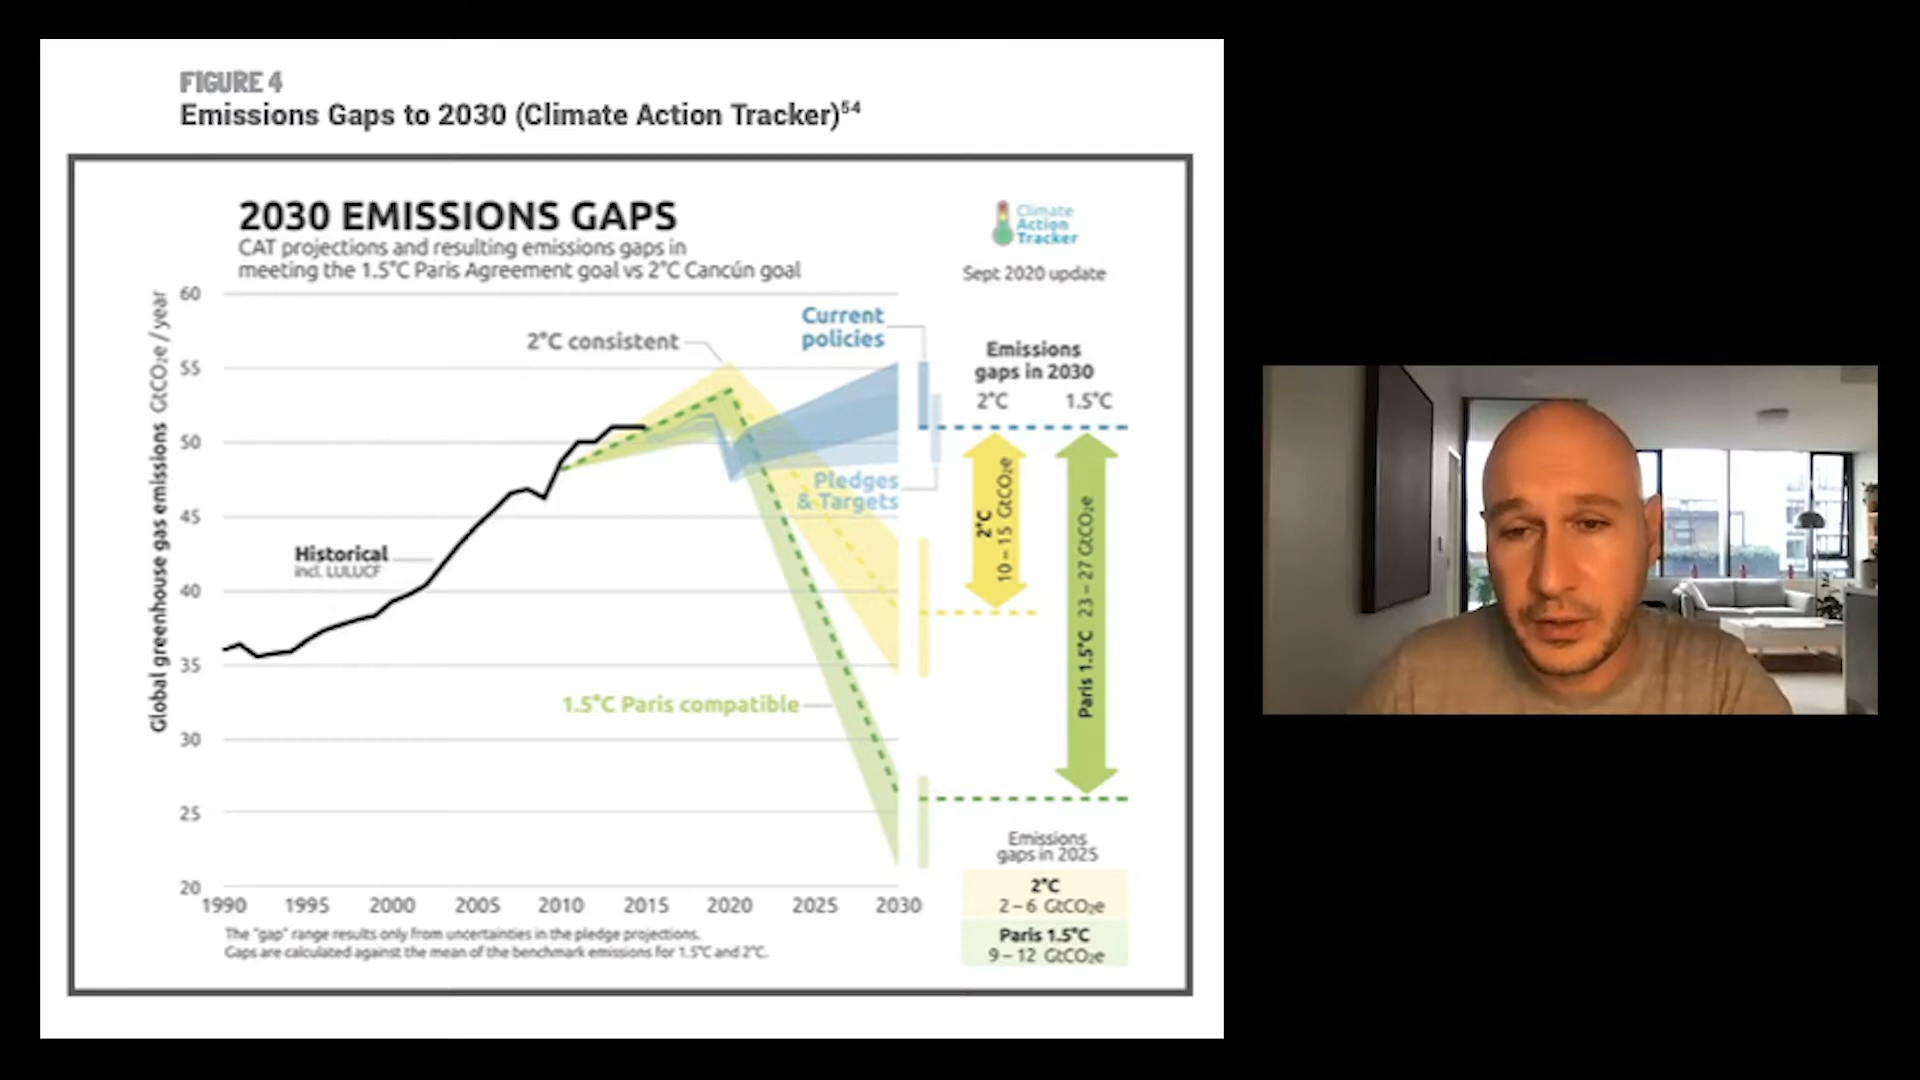 FIGURE 4
Emissions Gaps to 2030 (Climate Action Tracker)54
2030 EMISSIONS GAPS
CAT projections and resulting emissions gaps in
meeting the 1.5°C Paris Agreement goal vs 2°C Cancún goal
Climate
Action
Tracker
Sept 2020 update
Global greenhouse gas emissions GtCO₂e / year
60
55
50
45
40
35
30
25
20
1990
1995
2000
2005
2010
2015
2020
2025
2030
2°C consistent
Current
policies
Pledges
& Targets
Historical
incl. LULUCF
1.5°C Paris compatible
Emissions
gaps in 2030
2°C
1.5°C
2°C
10 – 15 GtCO₂e
Paris 1.5°C 23 – 27 GtCO₂e
Emissions
gaps in 2025
2°C
2 – 6 GtCO₂e
Paris 1.5°C
9 – 12 GtCO₂e
The "gap" range results only from uncertainties in the pledge projections.
Gaps are calculated against the mean of the benchmark emissions for 1.5°C and 2°C.